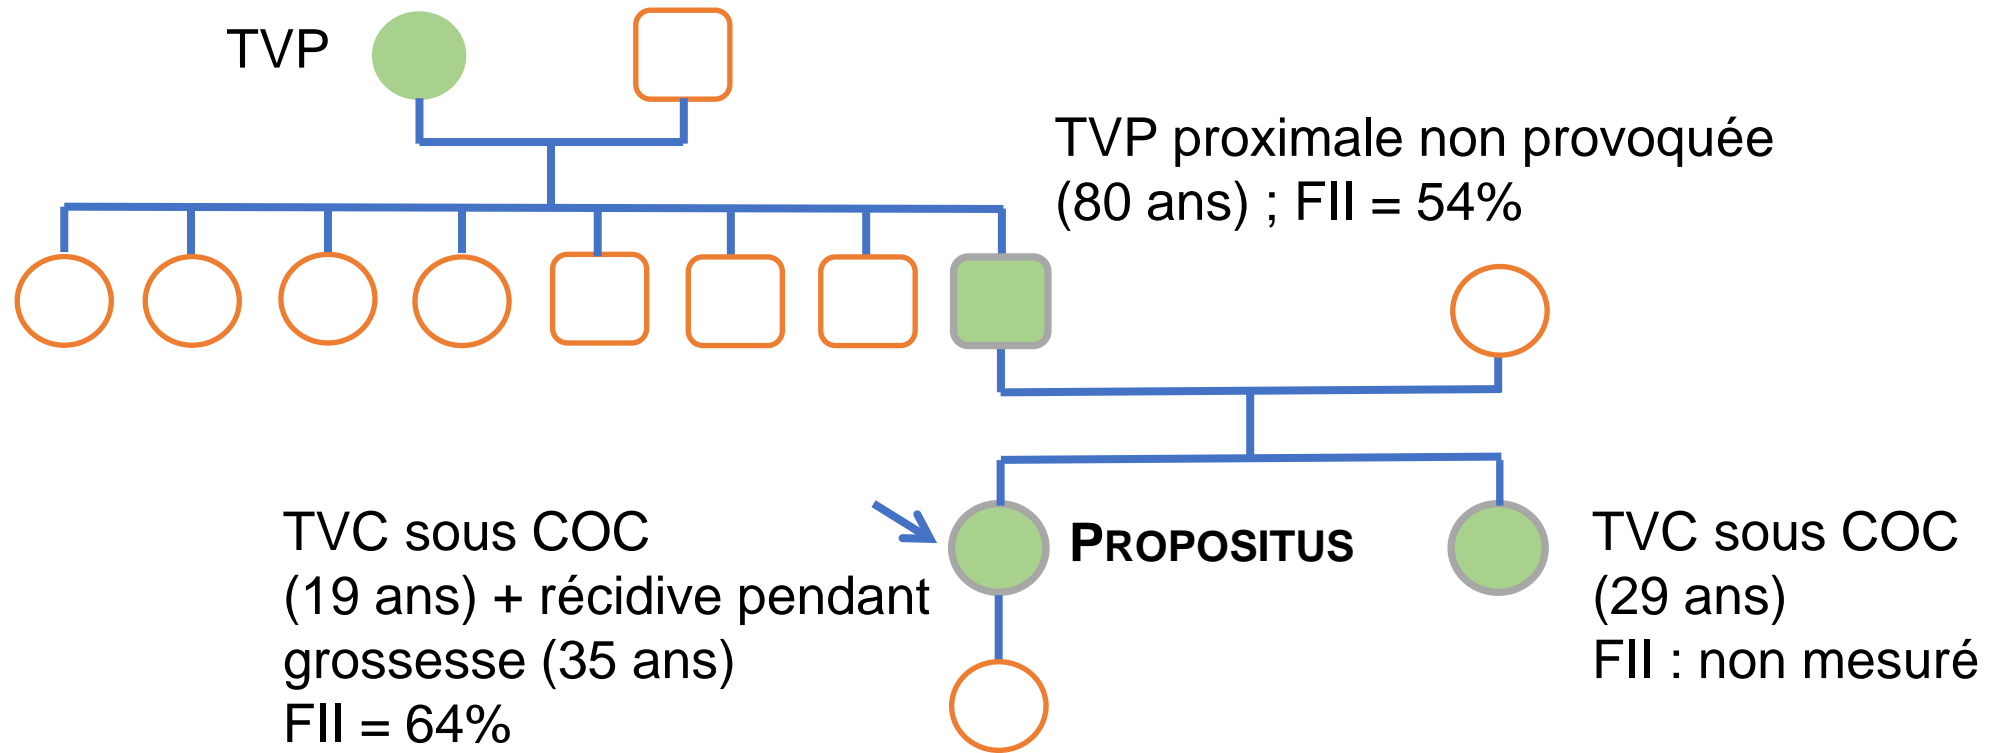 TVP
TVP proximale non provoquée
(80 ans) ; FII = 54%
TVC sous COC
(19 ans) + récidive pendant
grossesse (35 ans)
FII = 64%
PROPOSITUS
TVC sous COC
(29 ans)
FII : non mesuré